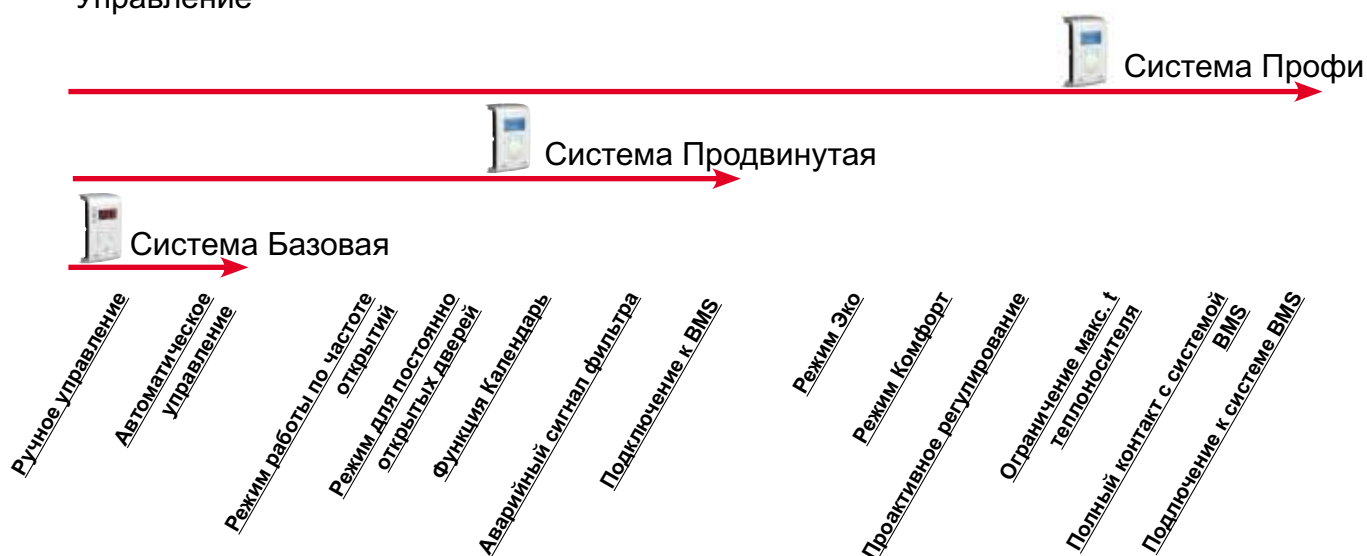 Управление
Система Профи
Система Продвинутая
Система Базовая
Ручное управление
Автоматическое
управление
Режим работы по частоте
открытий
Режим для постоянно
открытых дверей
Функция Календарь
Аварийный сигнал фильтра
Подключение к BMS
Режим Эко
Режим Комфорт
Проактивное регулирование
Ограничение макс. t
теплоносителя
Полный контакт с системой
BMS
Подлючение к системе BMS